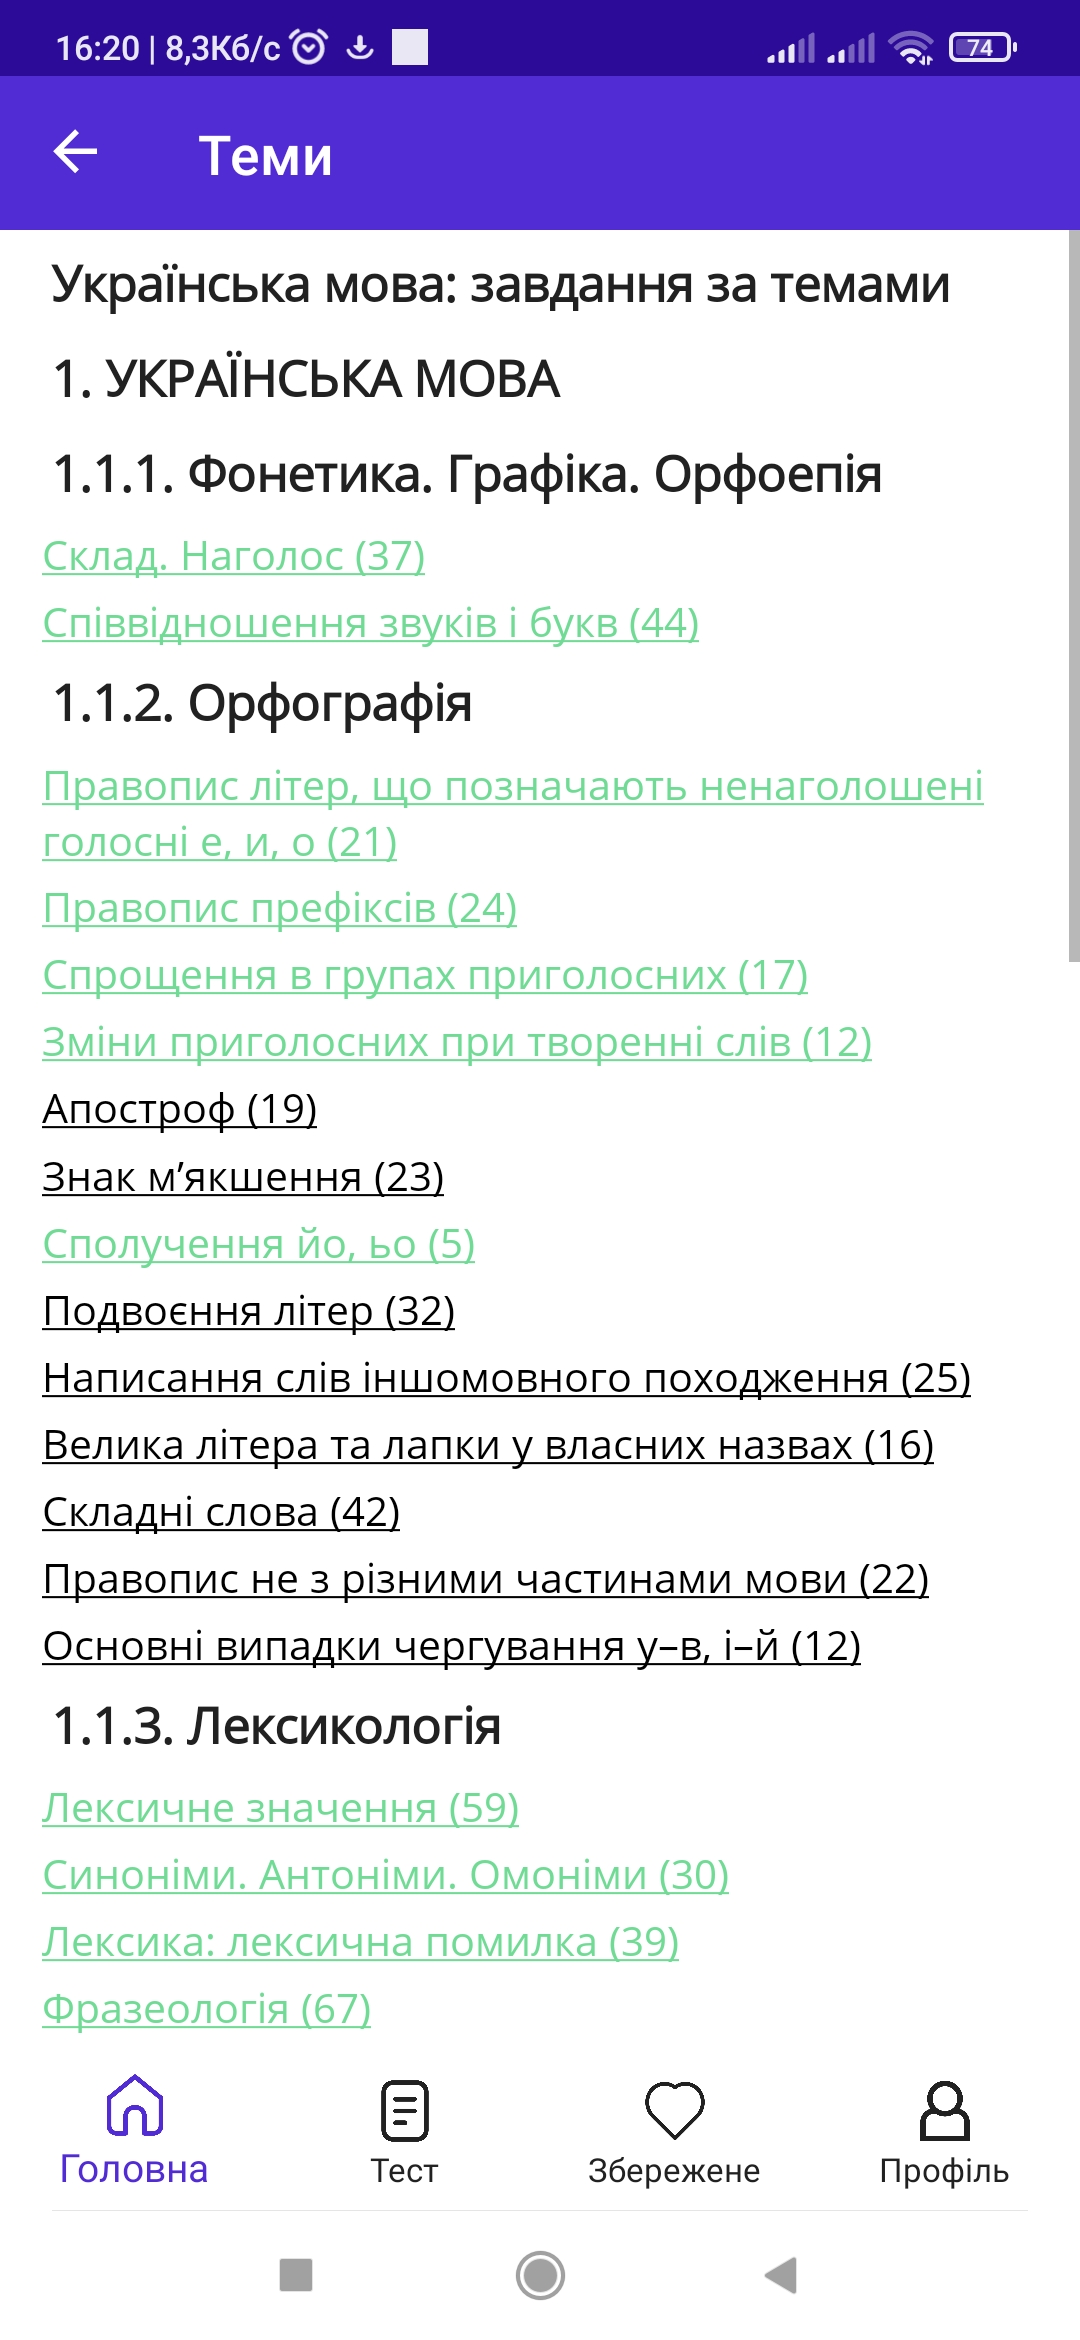 16:20 | 8,3Кб/с
74
Теми
Українська мова: завдання за темами
1. УКРАЇНСЬКА МОВА
1.1.1. Фонетика. Графіка. Орфоепія
Склад. Наголос (37)
Співвідношення звуків і букв (44)
1.1.2. Орфографія
Правопис літер, що позначають ненаголошені
голосні е, и, о (21)
Правопис префіксів (24)
Спрощення в групах приголосних (17)
Зміни приголосних при творенні слів (12)
Апостроф (19)
Знак м’якшення (23)
Сполучення йо, ьо (5)
Подвоєння літер (32)
Написання слів іншомовного походження (25)
Велика літера та лапки у власних назвах (16)
Складні слова (42)
Правопис не з різними частинами мови (22)
Основні випадки чергування у–в, і–й (12)
1.1.3. Лексикологія
Лексичне значення (59)
Синоніми. Антоніми. Омоніми (30)
Лексика: лексична помилка (39)
Фразеологія (67)
Головна
Тест
Збережене
Профіль